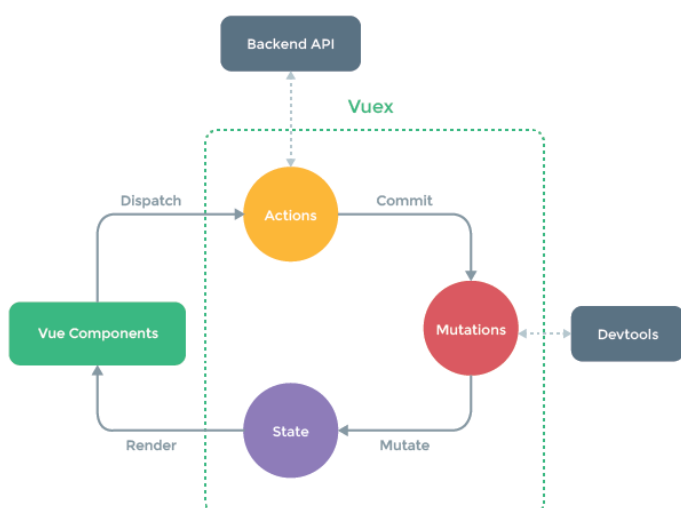 Backend API
Vuex
Dispatch
Actions
Commit
Vue Components
Mutations
Devtools
Render
State
Mutate